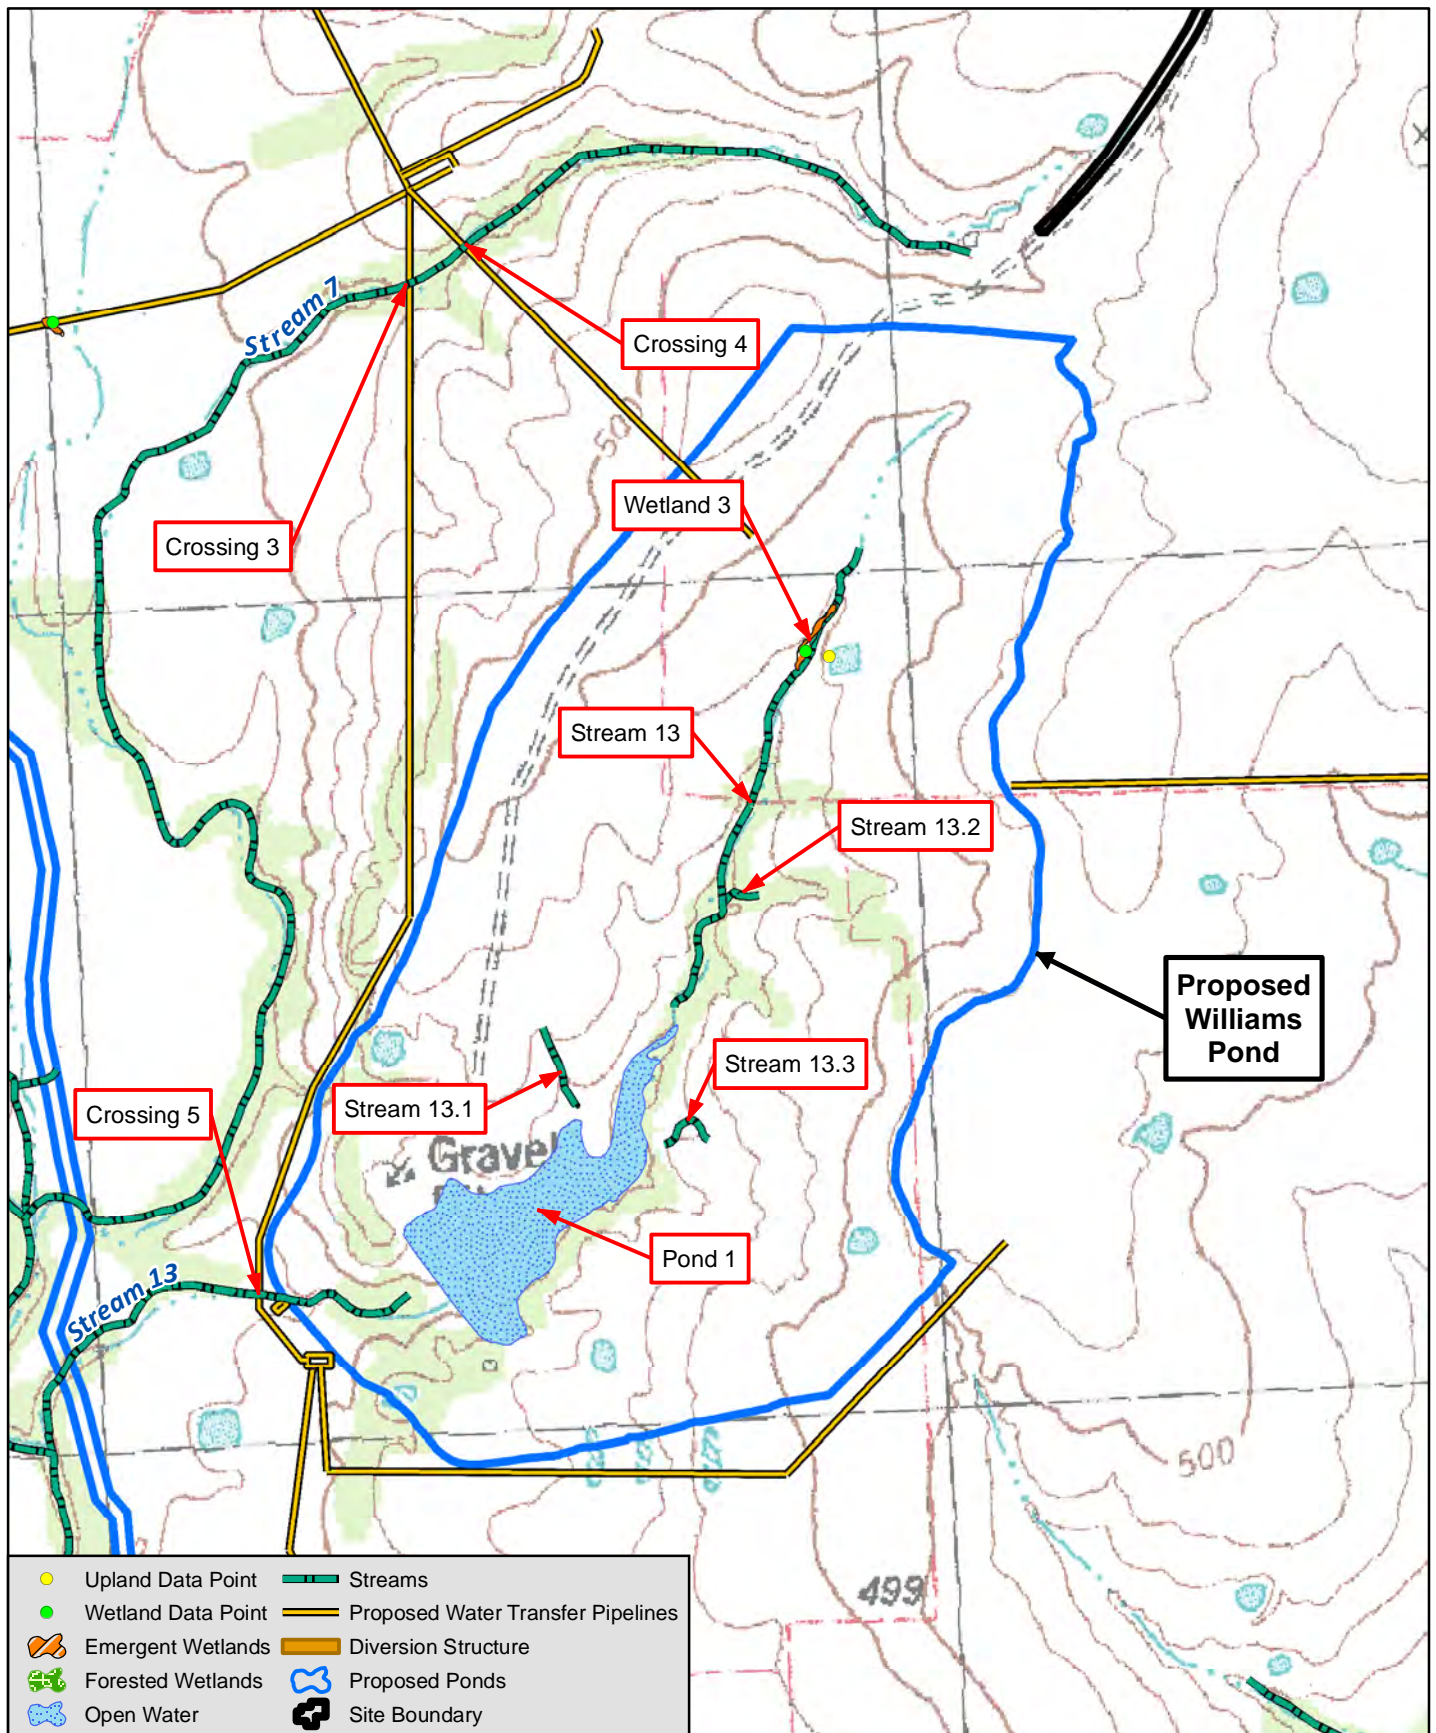 Stream 7
Crossing 4
500
Wetland 3
Crossing 3
Stream 13
Stream 13.2
Proposed
Williams
Pond
Stream 13.3
Stream 13.1
Crossing 5
Gravel
Pond 1
Stream 13
500
499
Upland Data Point
Streams
Wetland Data Point
Proposed Water Transfer Pipelines
Emergent Wetlands
Diversion Structure
Forested Wetlands
Proposed Ponds
Open Water
Site Boundary